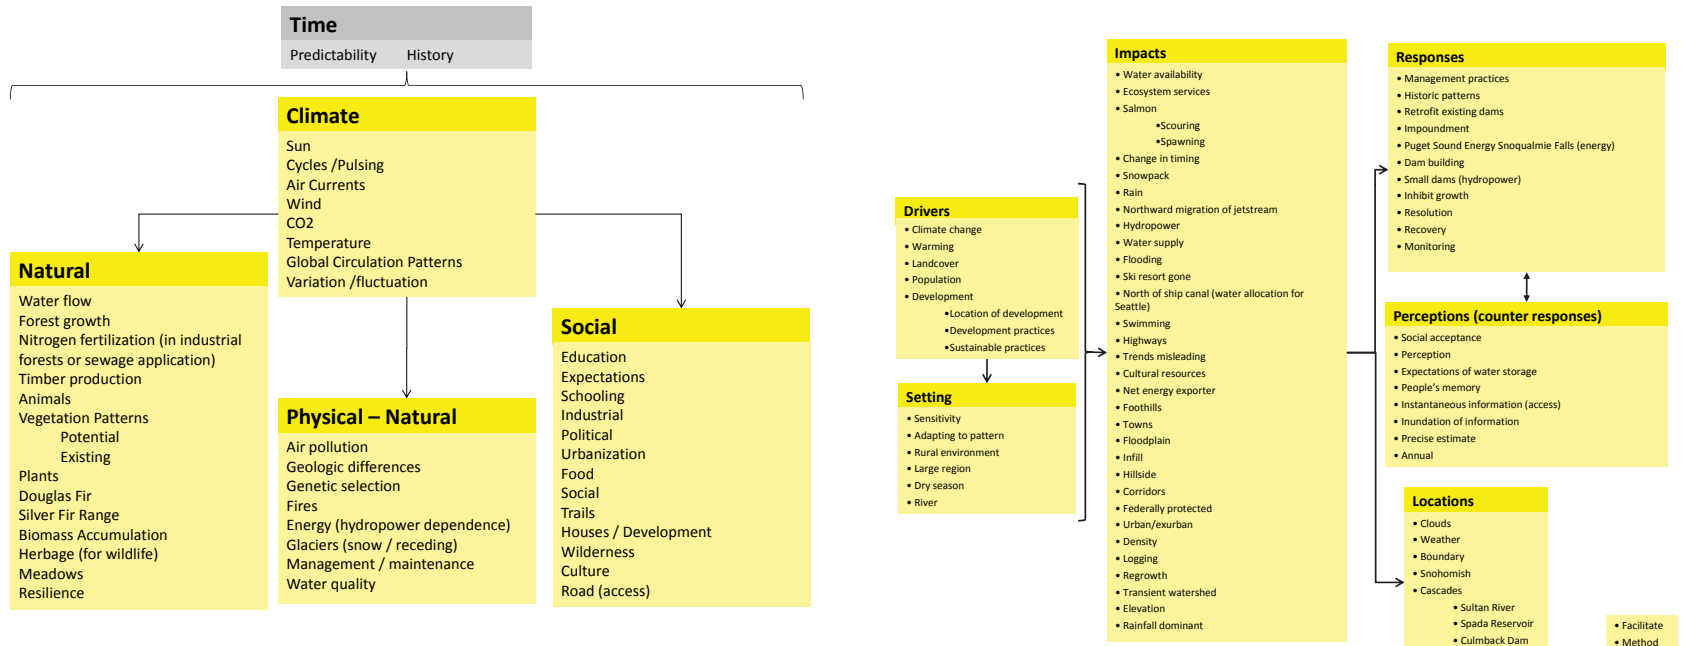 Time
Predictability History
Climate
Sun
Cycles /Pulsing
Air Currents
Wind
CO2
Temperature
Global Circulation Patterns
Variation /fluctuation
Natural
Water flow
Forest growth
Nitrogen fertilization (in industrial
forests or sewage application)
Timber production
Animals
Vegetation Patterns
Potential
Existing
Plants
Douglas Fir
Silver Fir Range
Biomass Accumulation
Herbage (for wildlife)
Meadows
Resilience
Physical – Natural
Air pollution
Geologic differences
Genetic selection
Fires
Energy (hydropower dependence)
Glaciers (snow / receding)
Management / maintenance
Water quality
Social
Education
Expectations
Schooling
Industrial
Political
Urbanization
Food
Social
Trails
Houses / Development
Wilderness
Culture
Road (access)
Drivers
• Climate change
• Warming
• Landcover
• Population
• Development
•Location of development
•Development practices
•Sustainable practices
Setting
• Sensitivity
• Adapting to pattern
• Rural environment
• Large region
• Dry season
• River
Impacts
• Water availability
• Ecosystem services
• Salmon
•Scouring
•Spawning
• Change in timing
• Snowpack
• Rain
• Northward migration of jetstream
• Hydropower
• Water supply
• Flooding
• Ski resort gone
• North of ship canal (water allocation for
Seattle)
• Swimming
• Highways
• Trends misleading
• Cultural resources
• Net energy exporter
• Foothills
• Towns
• Floodplain
• Infill
• Hillside
• Corridors
• Federally protected
• Urban/exurban
• Density
• Logging
• Regrowth
• Transient watershed
• Elevation
• Rainfall dominant
Responses
• Management practices
• Historic patterns
• Retrofit existing dams
• Impoundment
• Puget Sound Energy Snoqualmie Falls (energy)
• Dam building
• Small dams (hydropower)
• Inhibit growth
• Resolution
• Recovery
• Monitoring
Perceptions (counter responses)
• Social acceptance
• Perception
• Expectations of water storage
• People's memory
• Instantaneous information (access)
• Inundation of information
• Precise estimate
• Annual
Locations
• Clouds
• Weather
• Boundary
• Snohomish
• Cascades
• Sultan River
• Spada Reservoir
• Culmback Dam
• Facilitate
• Method